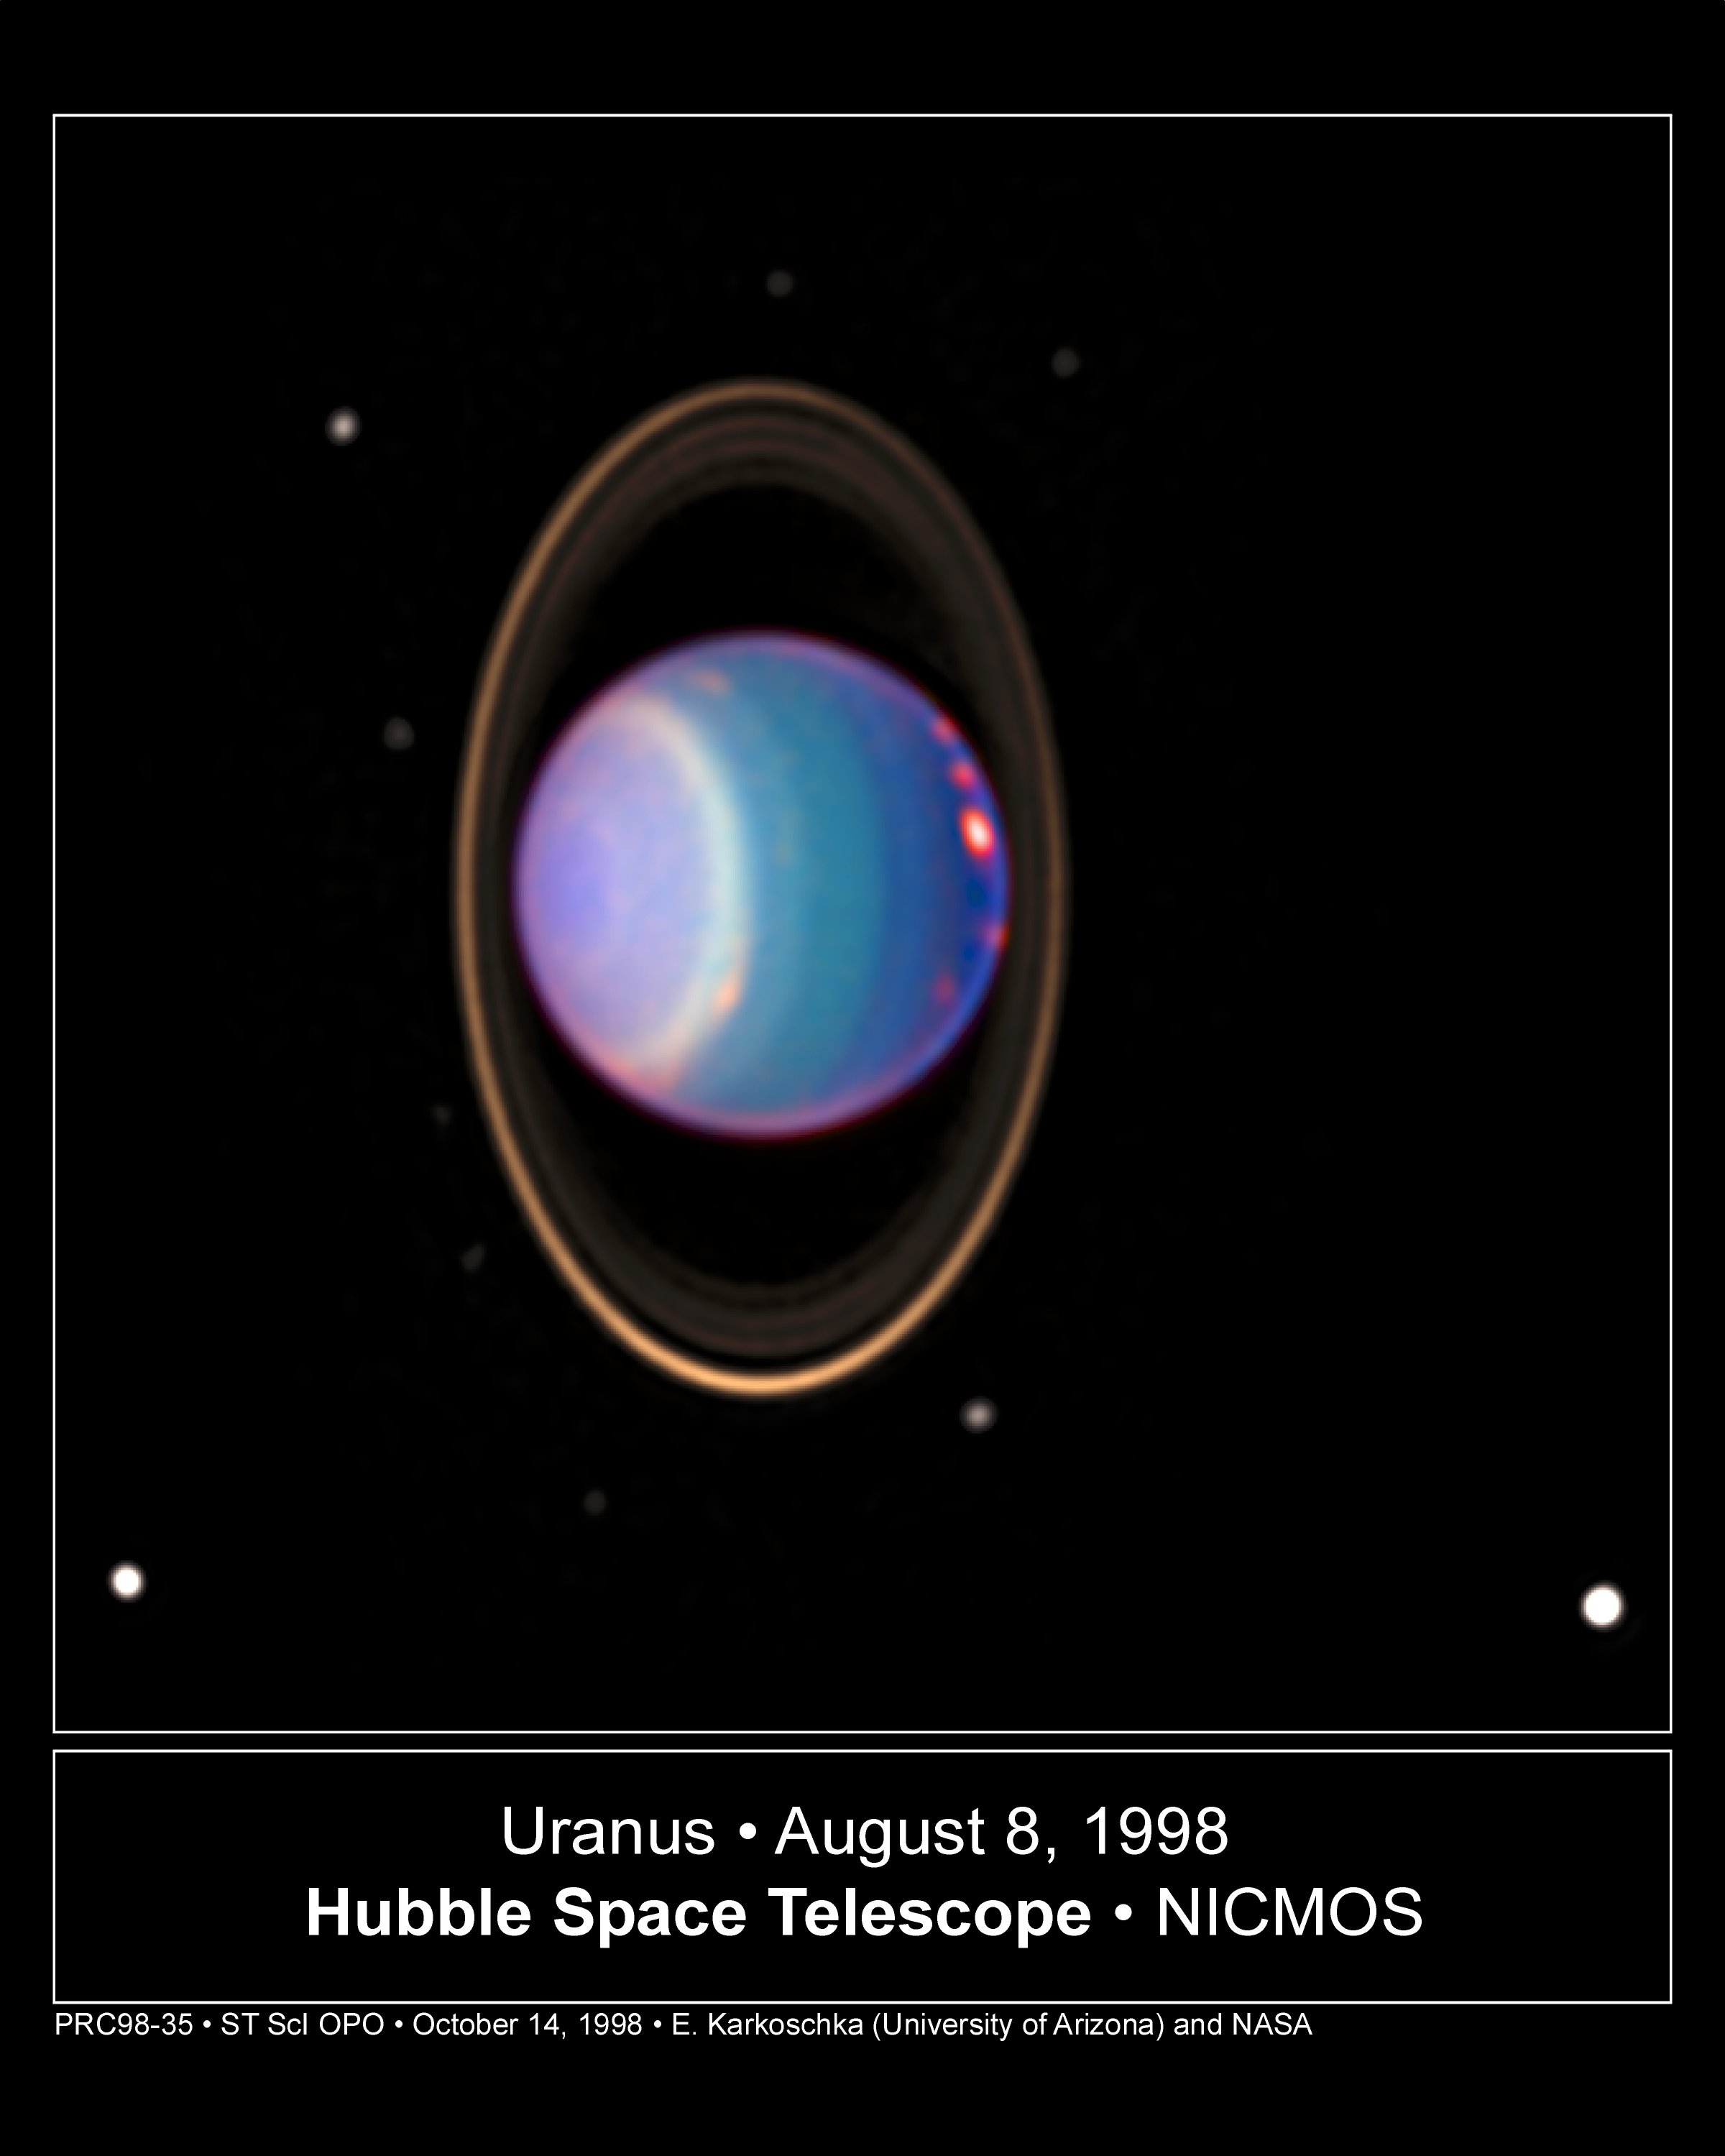 Uranus • August 8, 1998
Hubble Space Telescope • NICMOS
PRC98-35 • ST ScI OPO • October 14, 1998 • E. Karkoschka (University of Arizona) and NASA